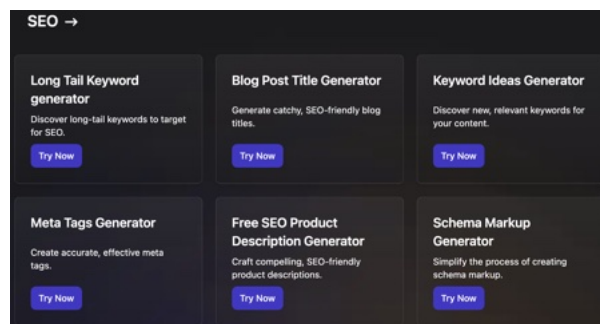 SEO →
Long Tail Keyword
generator
Discover long-tail keywords to target
for SEO.
Try Now
Blog Post Title Generator
Generate catchy, SEO-friendly blog
titles.
Try Now
Keyword Ideas Generator
Discover new, relevant keywords for
your content.
Try Now
Meta Tags Generator
Create accurate, effective meta
tags.
Try Now
Free SEO Product
Description Generator
Craft compelling, SEO-friendly
product descriptions.
Try Now
Schema Markup
Generator
Simplify the process of creating
schema markup.
Try Now